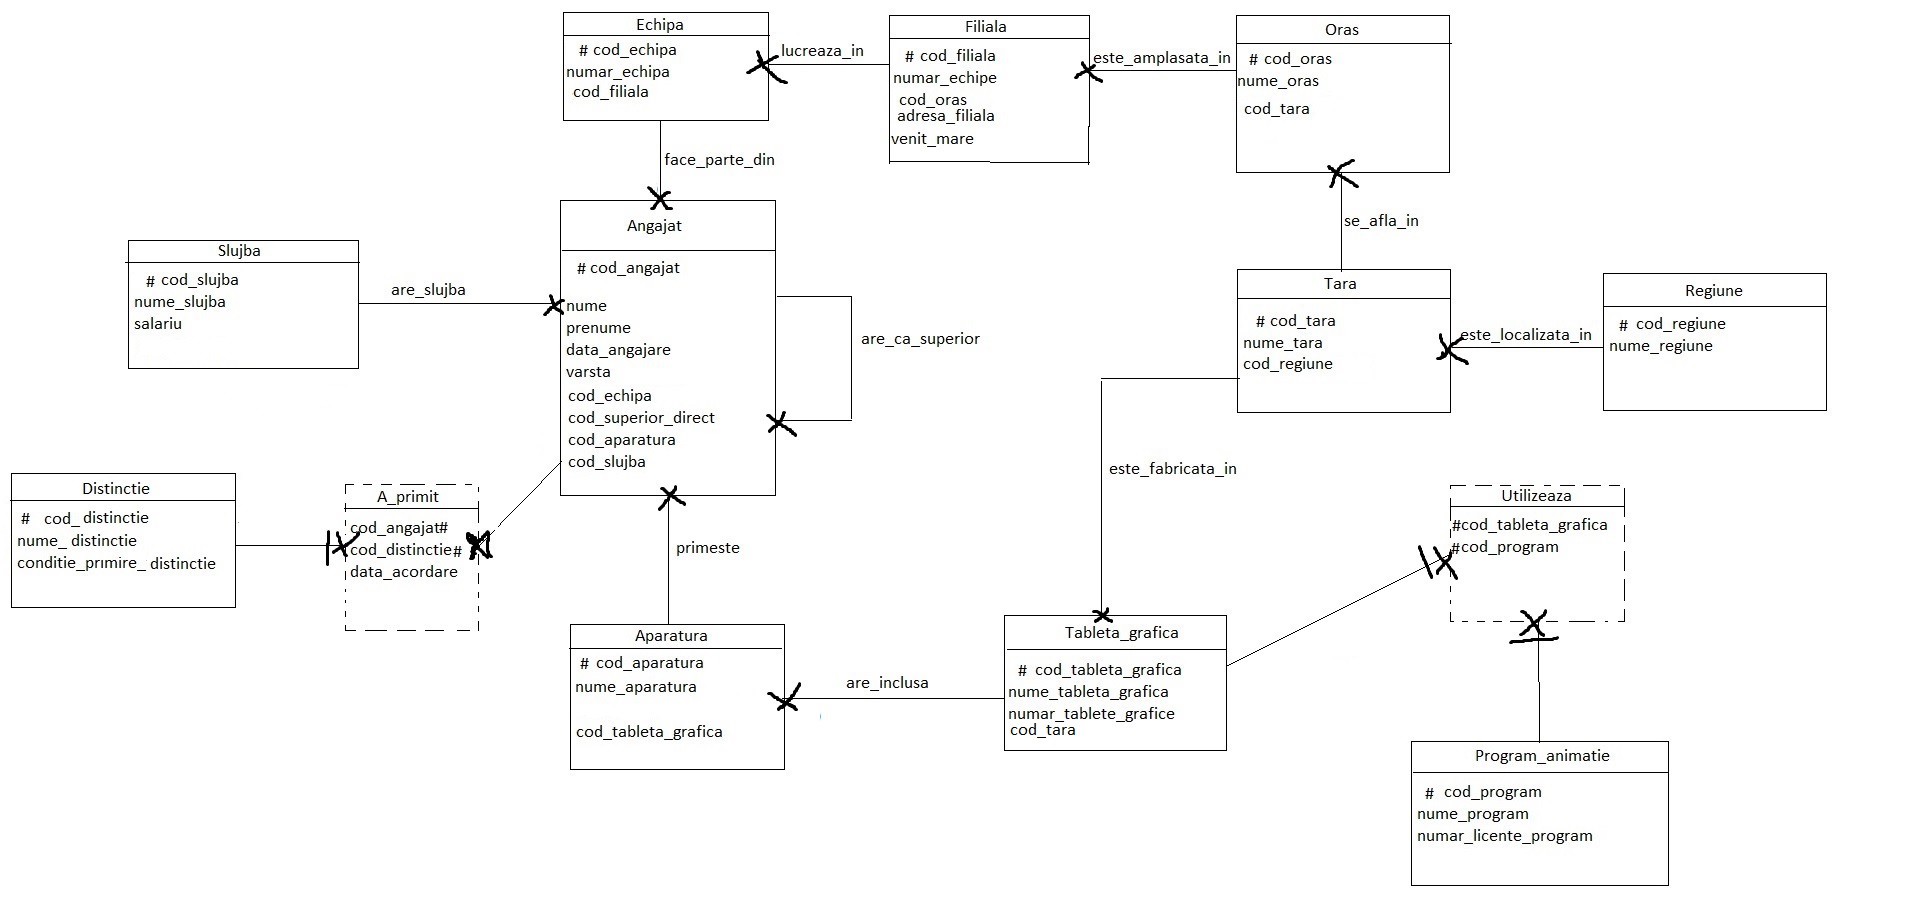 Echipa
# cod_echipa
numar_echipa
cod_filiala
lucreaza_in
Filiala
# cod_filiala
numar_echipe
cod_oras
adresa_filiala
venit_mare
este_amplasata_in
Oras
# cod_oras
nume_oras
cod_tara
face_parte_din
se_afla_in
Slujba
# cod_slujba
nume_slujba
salariu
are_slujba
Angajat
# cod_angajat
nume
prenume
data_angajare
varsta
cod_echipa
cod_superior_direct
cod_aparatura
cod_slujba
are_ca_superior
Tara
# cod_tara
nume_tara
cod_regiune
este_localizata_in
Regiune
# cod_regiune
nume_regiune
este_fabricata_in
Distinctie
# cod_ distinctie
nume_ distinctie
conditie_primire_ distinctie
A_primit
cod_angajat#
cod_distinctie#
data_acordare
primeste
Utilizeaza
#cod_tableta_grafica
#cod_program
Aparatura
# cod_aparatura
nume_aparatura
cod_tableta_grafica
are_inclusa
Tableta_grafica
# cod_tableta_grafica
nume_tableta_grafica
numar_tablete_grafice
cod_tara
Program_animatie
# cod_program
nume_program
numar_licente_program